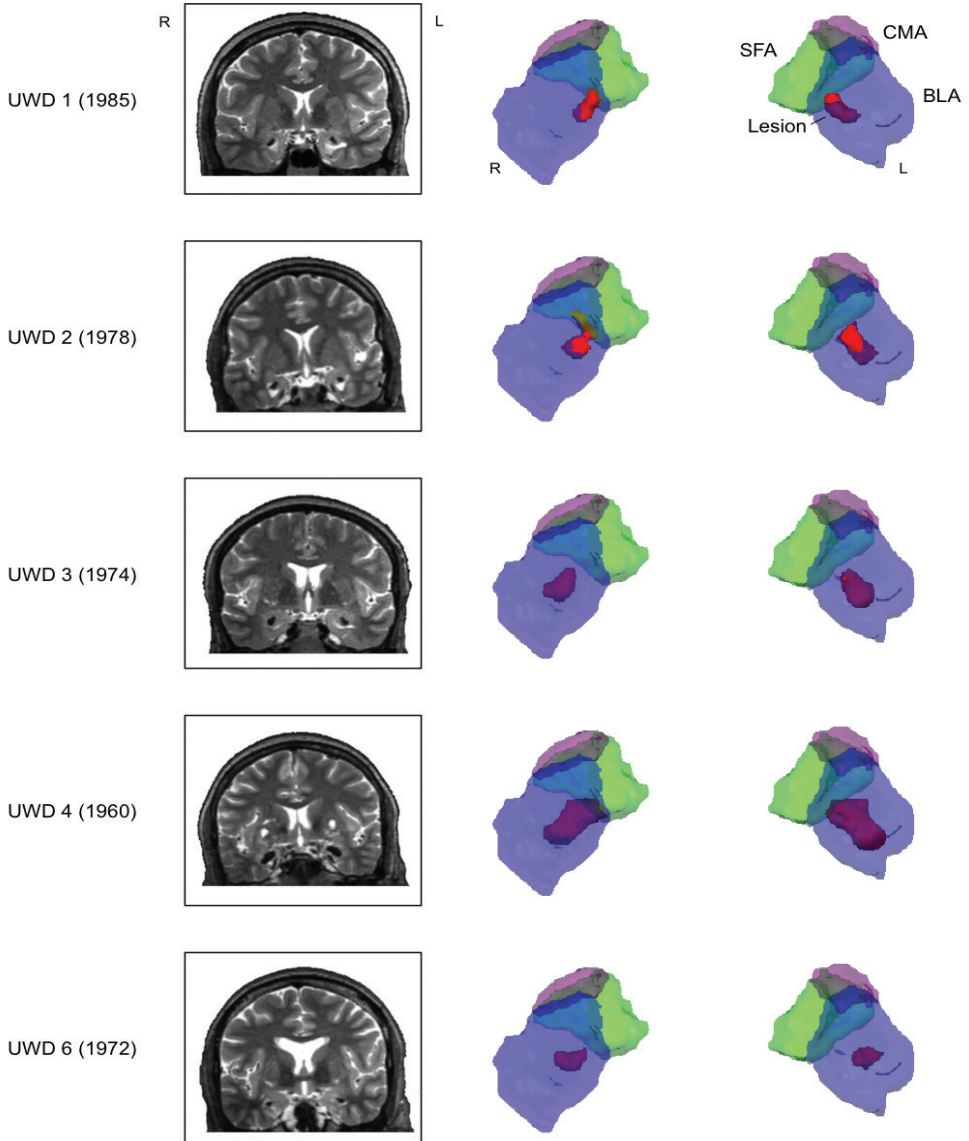 R
L
UWD 1 (1985)
SFA
CMA
BLA
Lesion
R
L
UWD 2 (1978)
UWD 3 (1974)
UWD 4 (1960)
UWD 6 (1972)